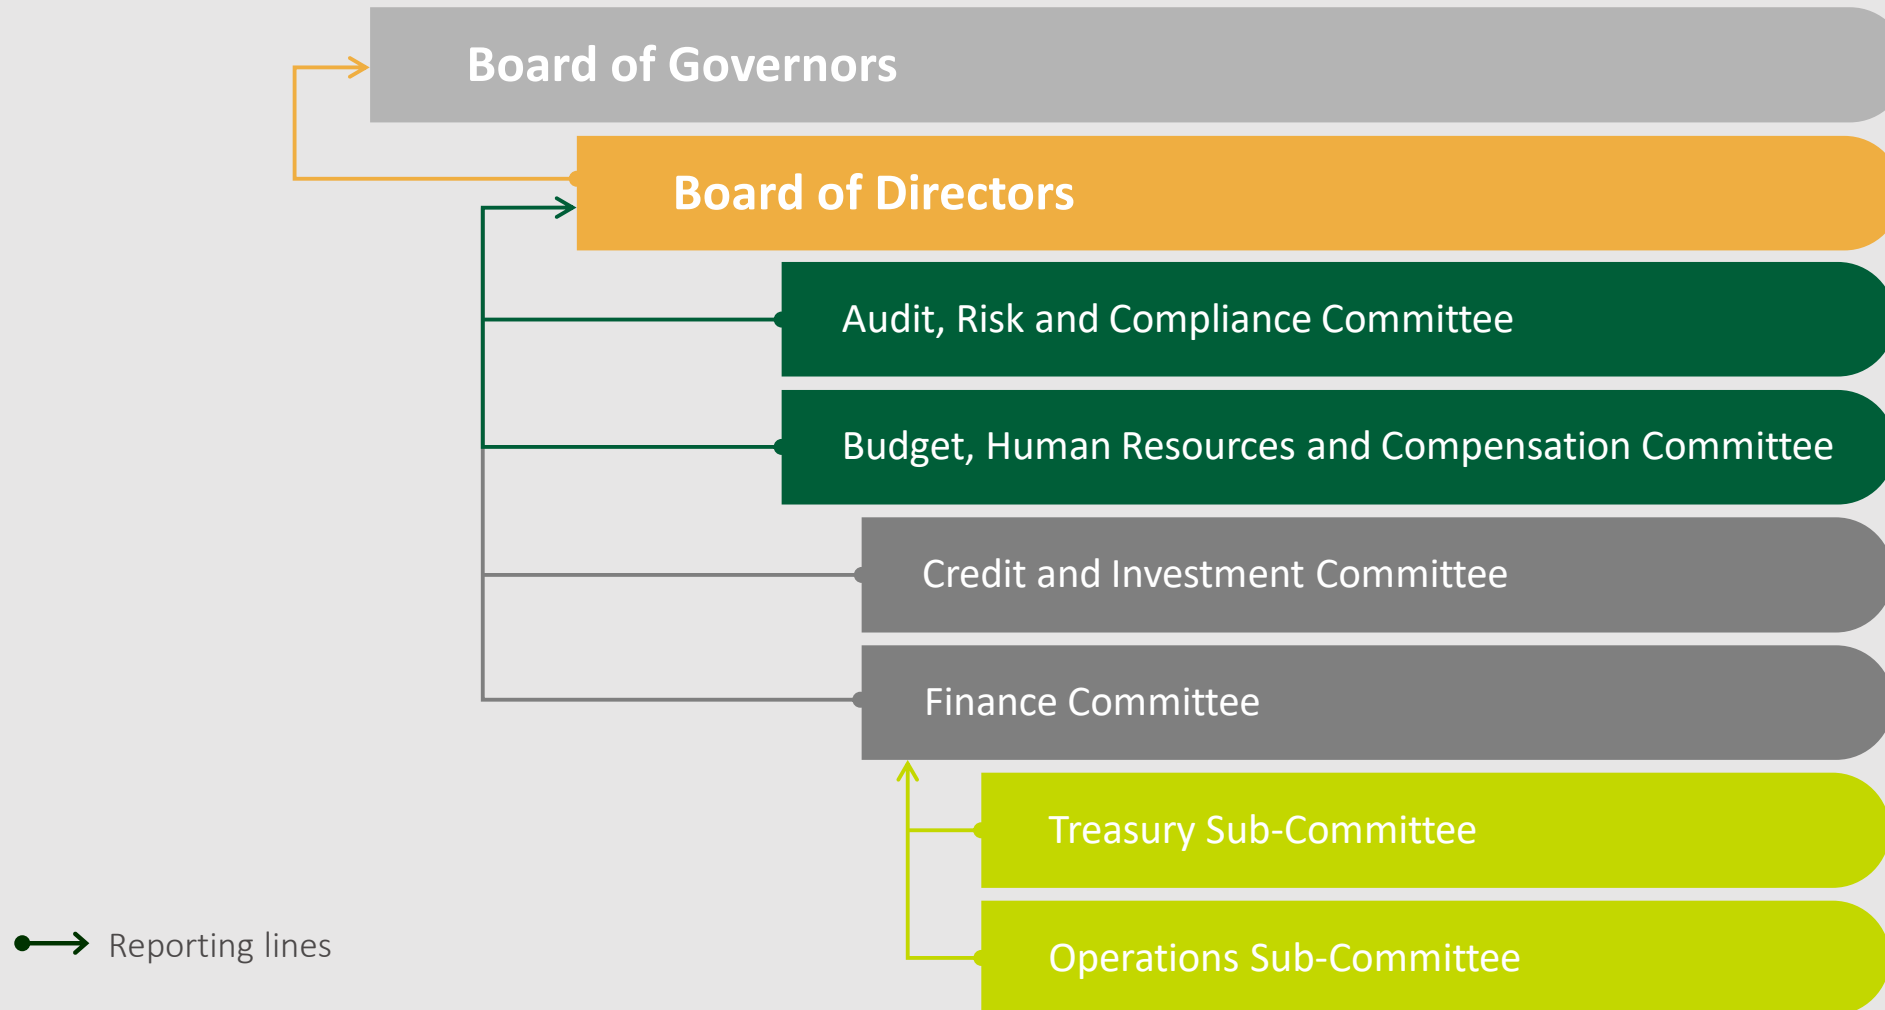 Board of Governors
Board of Directors
Audit, Risk and Compliance Committee
Budget, Human Resources and Compensation Committee
Credit and Investment Committee
Finance Committee
Treasury Sub-Committee
Operations Sub-Committee
Reporting lines